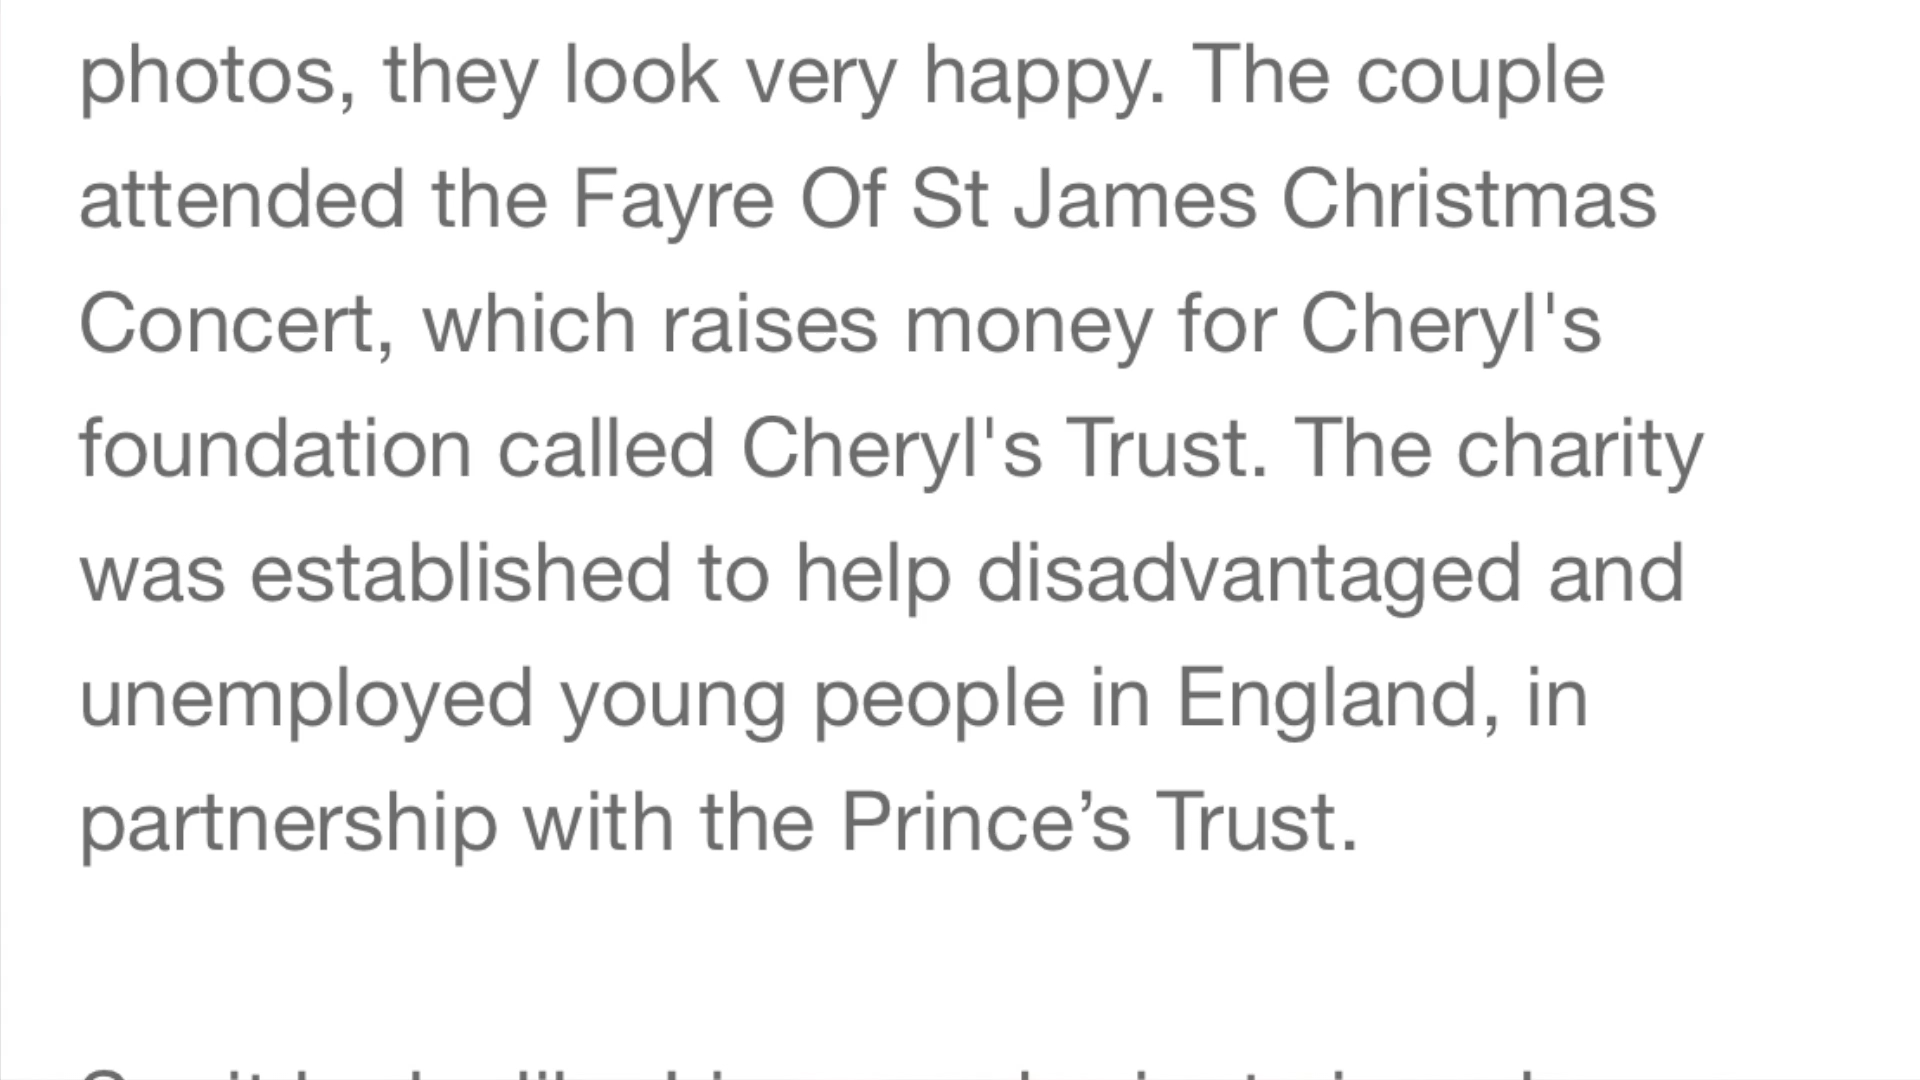 photos, they look very happy. The couple
attended the Fayre Of St James Christmas
Concert, which raises money for Cheryl's
foundation called Cheryl's Trust. The charity
was established to help disadvantaged and
unemployed young people in England, in
partnership with the Prince’s Trust.